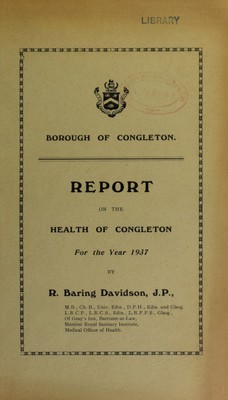 LIBRARY
BOROUGH OF CONGLETON.
REPORT
ON THE
HEALTH OF CONGLETON
For the Year 1937
BY
R. Baring Davidson, J.P.,
M.B., Ch.B., Univ. Edin., D.P.H., Edin. and Glasg.
L.R.C.P., L.R.C.S., Edin., L.R.F.P.S., Glasg.,
Of Gray's Inn, Barrister-at-Law,
Member Royal Sanitary Institute,
Medical Officer of Health.